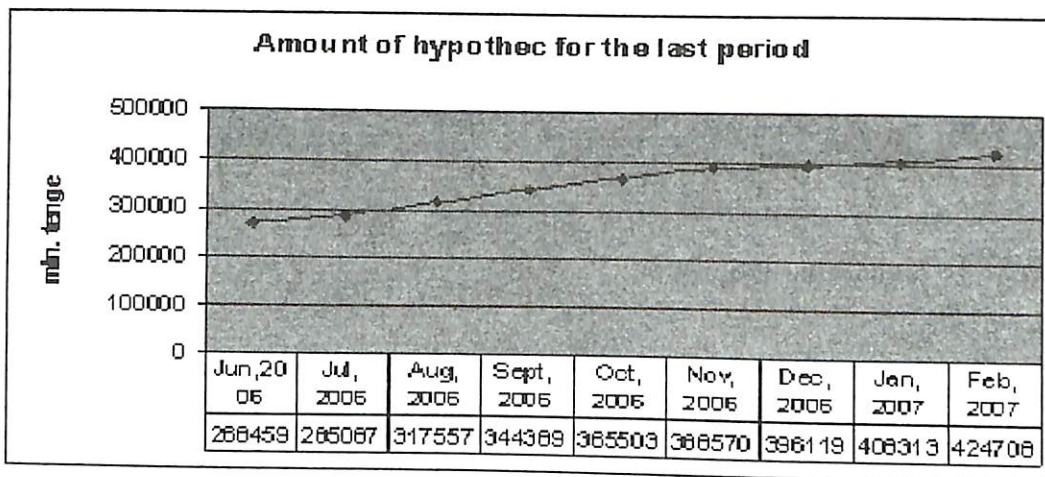 Amount of hypothec for the last period
mln. tenge
500000
400000
300000
200000
100000
0
Jun,20
06
Jul,
2006
Aug,
2006
Sept,
2006
Oct,
2006
Nov,
2006
Dec,
2006
Jan,
2007
Feb,
2007
268459 285087 317557 344389 365503 388570 396119 408313 424708